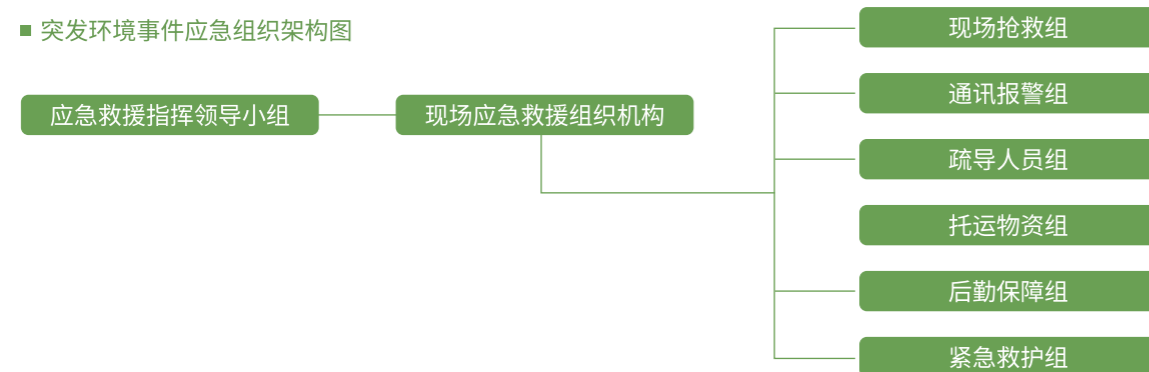 突发环境事件应急组织架构图
应急救援指挥领导小组
现场应急救援组织机构
现场抢救组
通讯报警组
疏导人员组
托运物资组
后勤保障组
紧急救护组